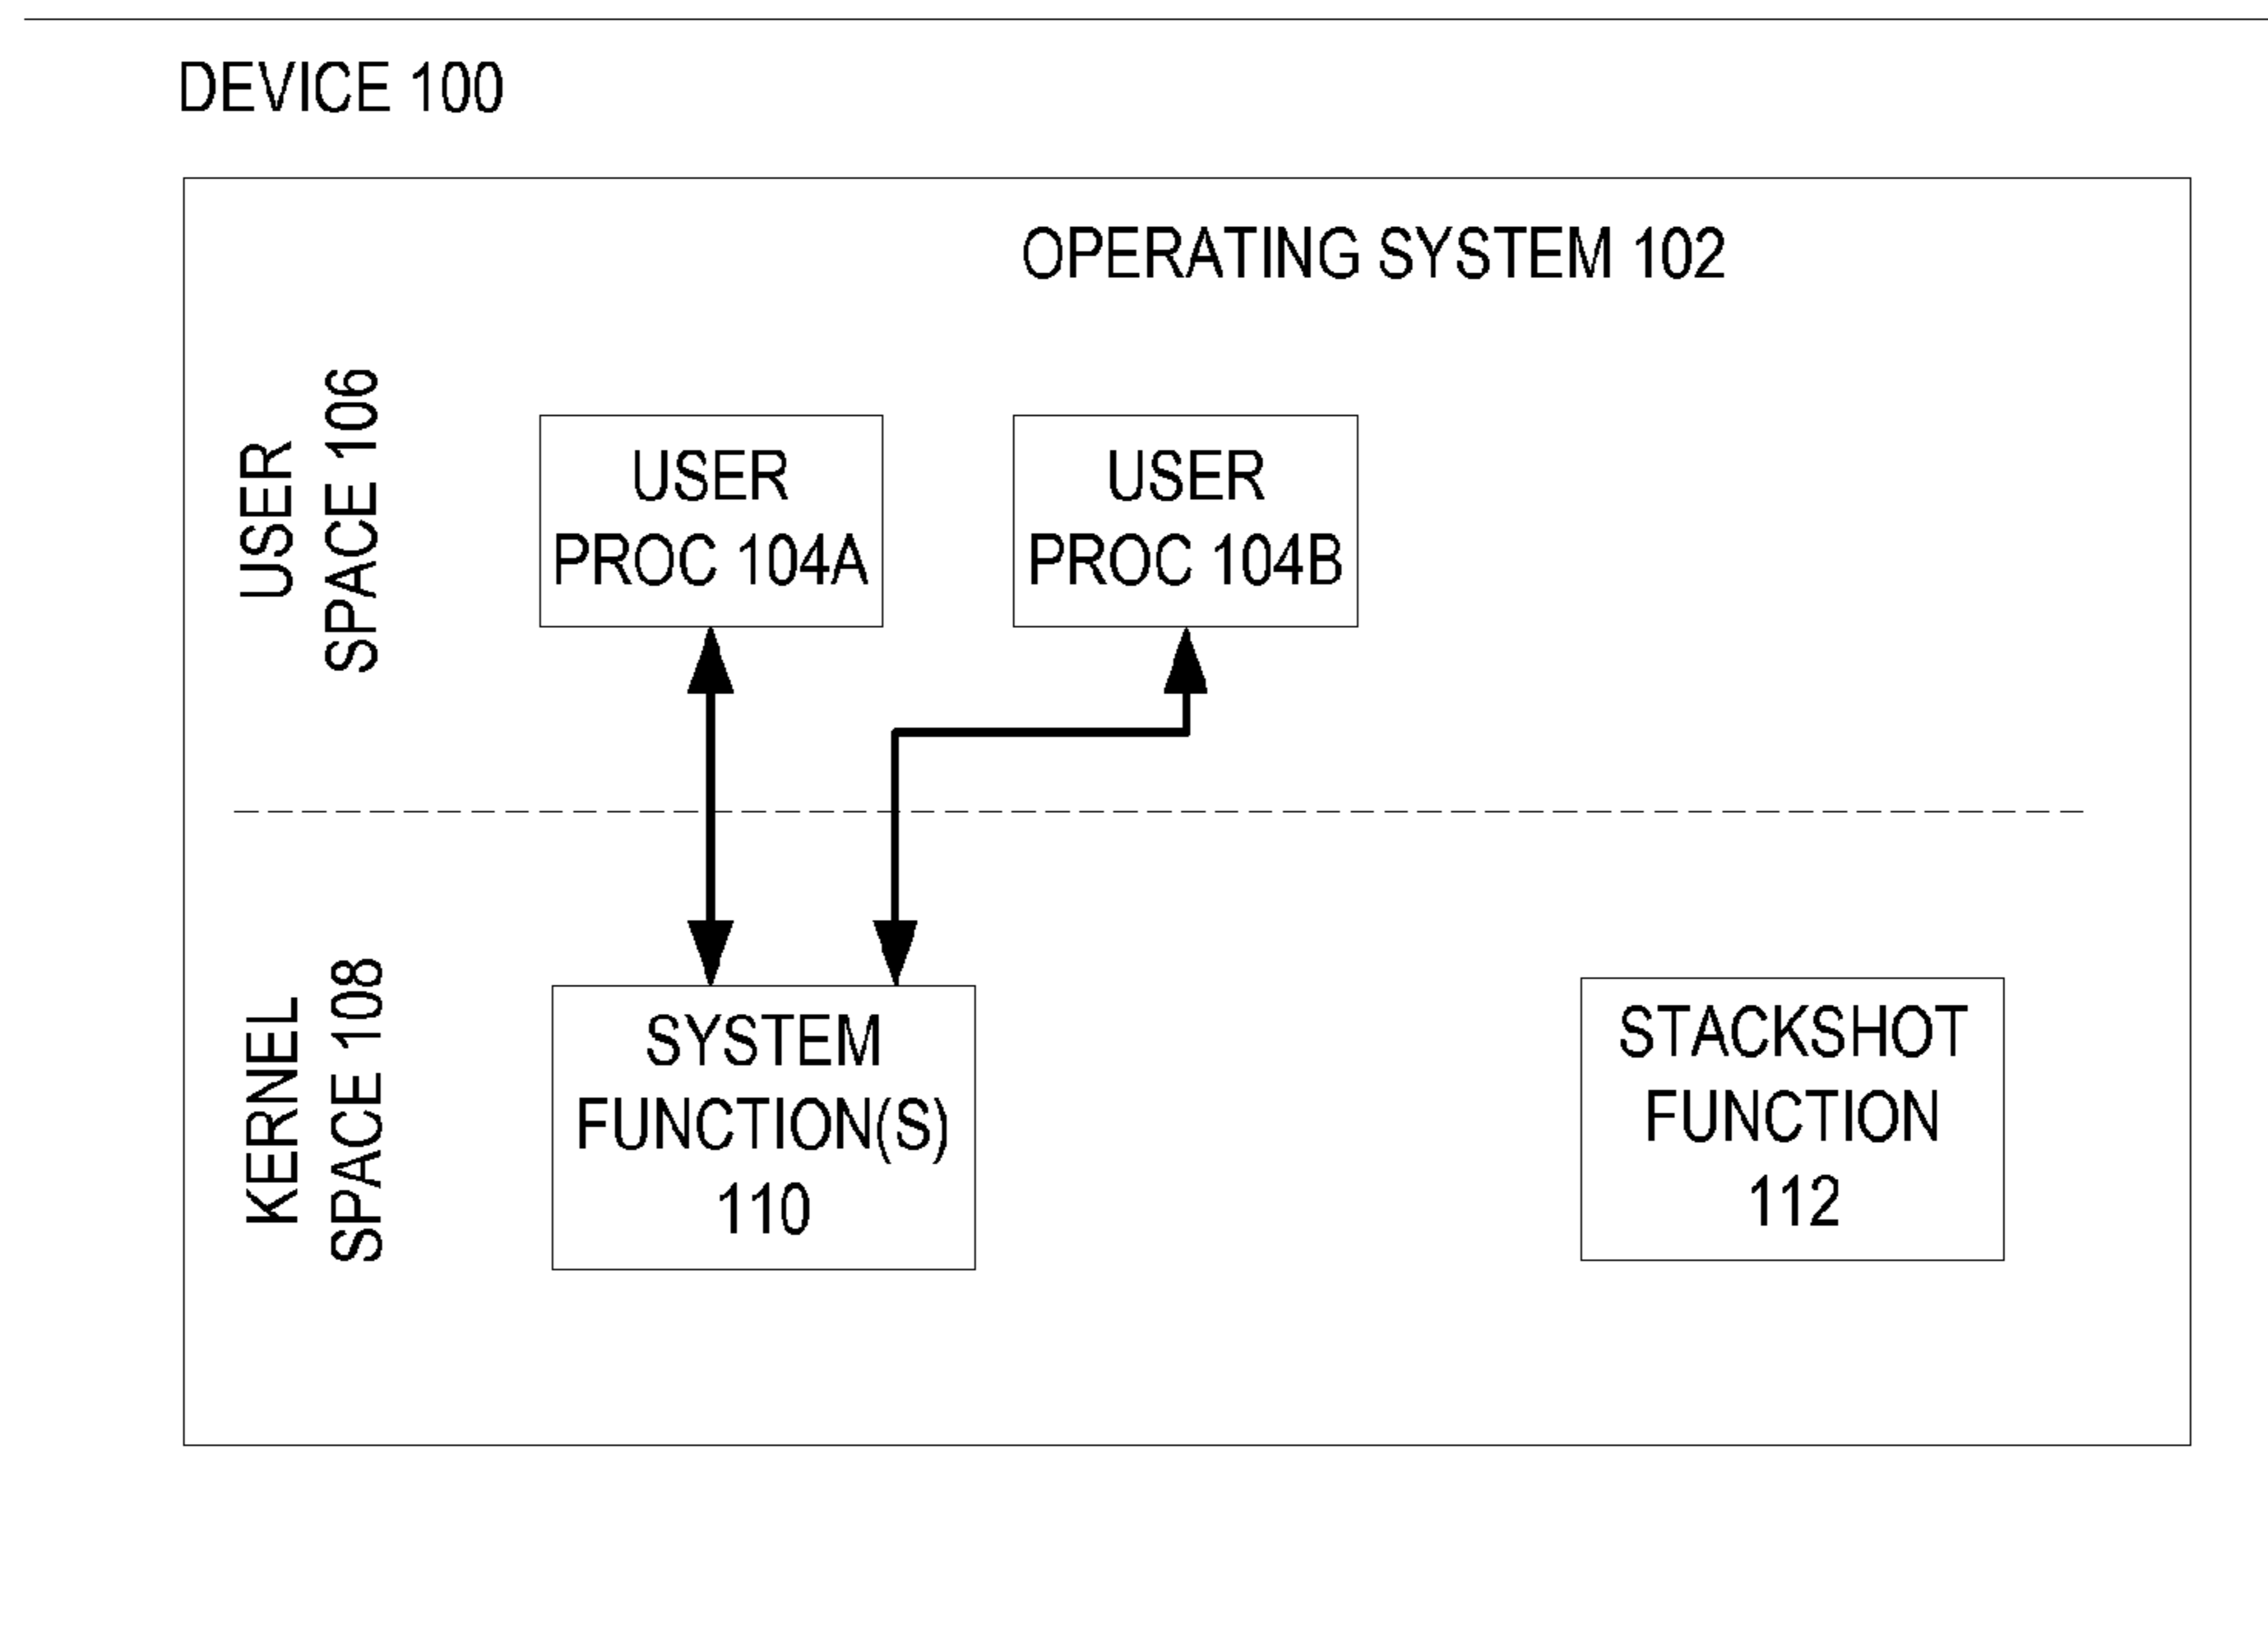 DEVICE 100
OPERATING SYSTEM 102
USER
SPACE 106
USER
PROC 104A
USER
PROC 104B
KERNEL
SPACE 108
SYSTEM
FUNCTION(S)
110
STACKSHOT
FUNCTION
112